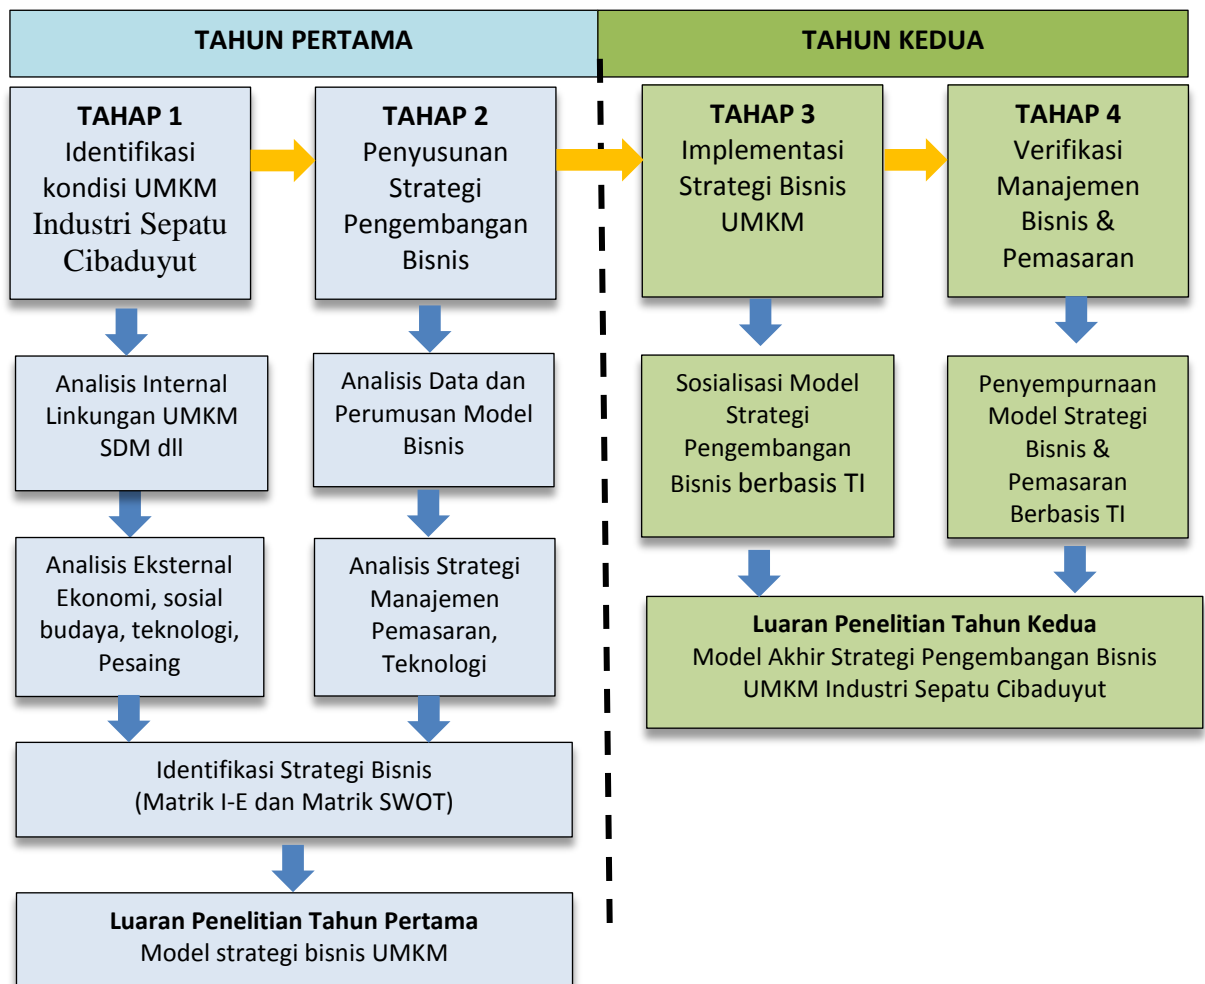 TAHUN PERTAMA
TAHUN KEDUA
TAHAP 1
Identifikasi
kondisi UMKM
Industri Sepatu
Cibaduyut
TAHAP 2
Penyusunan
Strategi
Pengembangan
Bisnis
TAHAP 3
Implementasi
Strategi Bisnis
UMKM
TAHAP 4
Verifikasi
Manajemen
Bisnis &
Pemasaran
Analisis Internal
Linkungan UMKM
SDM dll
Analisis Data dan
Perumusan Model
Bisnis
Sosialisasi Model
Strategi
Pengembangan
Bisnis berbasis TI
Penyempurnaan
Model Strategi
Bisnis &
Pemasaran
Berbasis TI
Analisis Eksternal
Ekonomi, sosial
budaya, teknologi,
Pesaing
Analisis Strategi
Manajemen
Pemasaran,
Teknologi
Luaran Penelitian Tahun Kedua
Model Akhir Strategi Pengembangan Bisnis
UMKM Industri Sepatu Cibaduyut
Identifikasi Strategi Bisnis
(Matrik I-E dan Matrik SWOT)
Luaran Penelitian Tahun Pertama
Model strategi bisnis UMKM